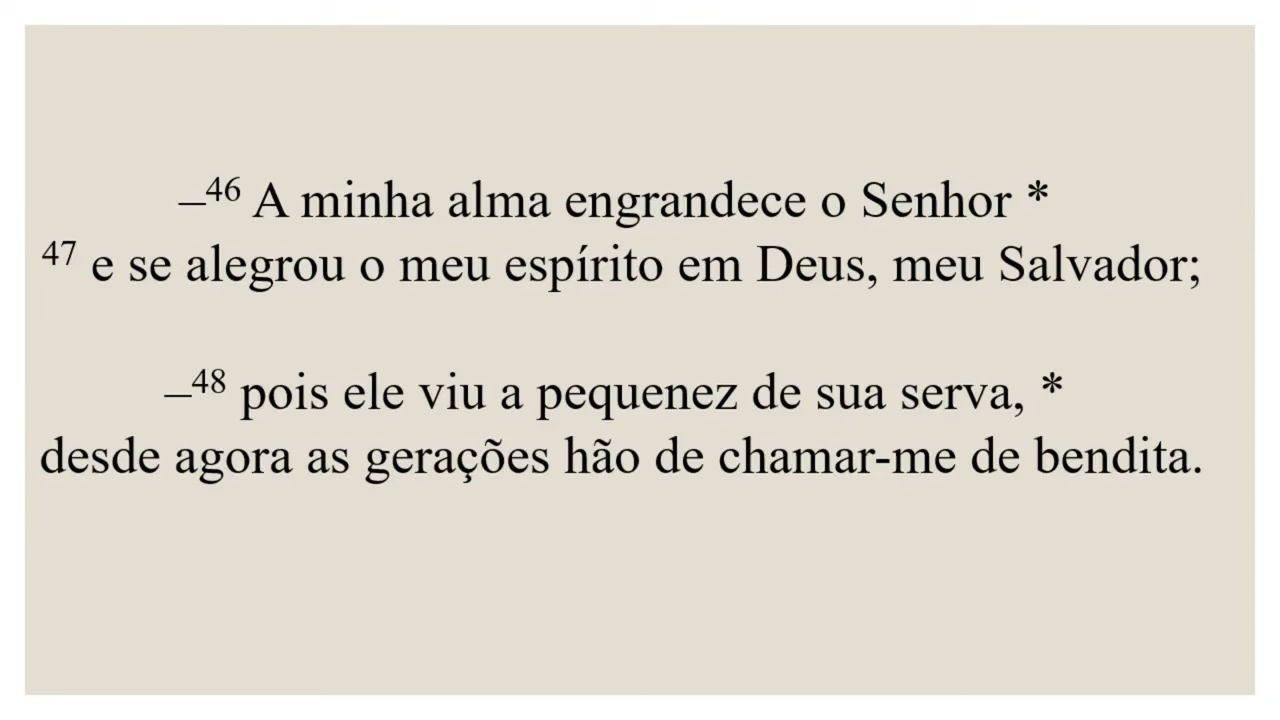 –46 A minha alma engrandece o Senhor *
47 e se alegrou o meu espírito em Deus, meu Salvador;
–48 pois ele viu a pequenez de sua serva, *
desde agora as gerações hão de chamar-me de bendita.